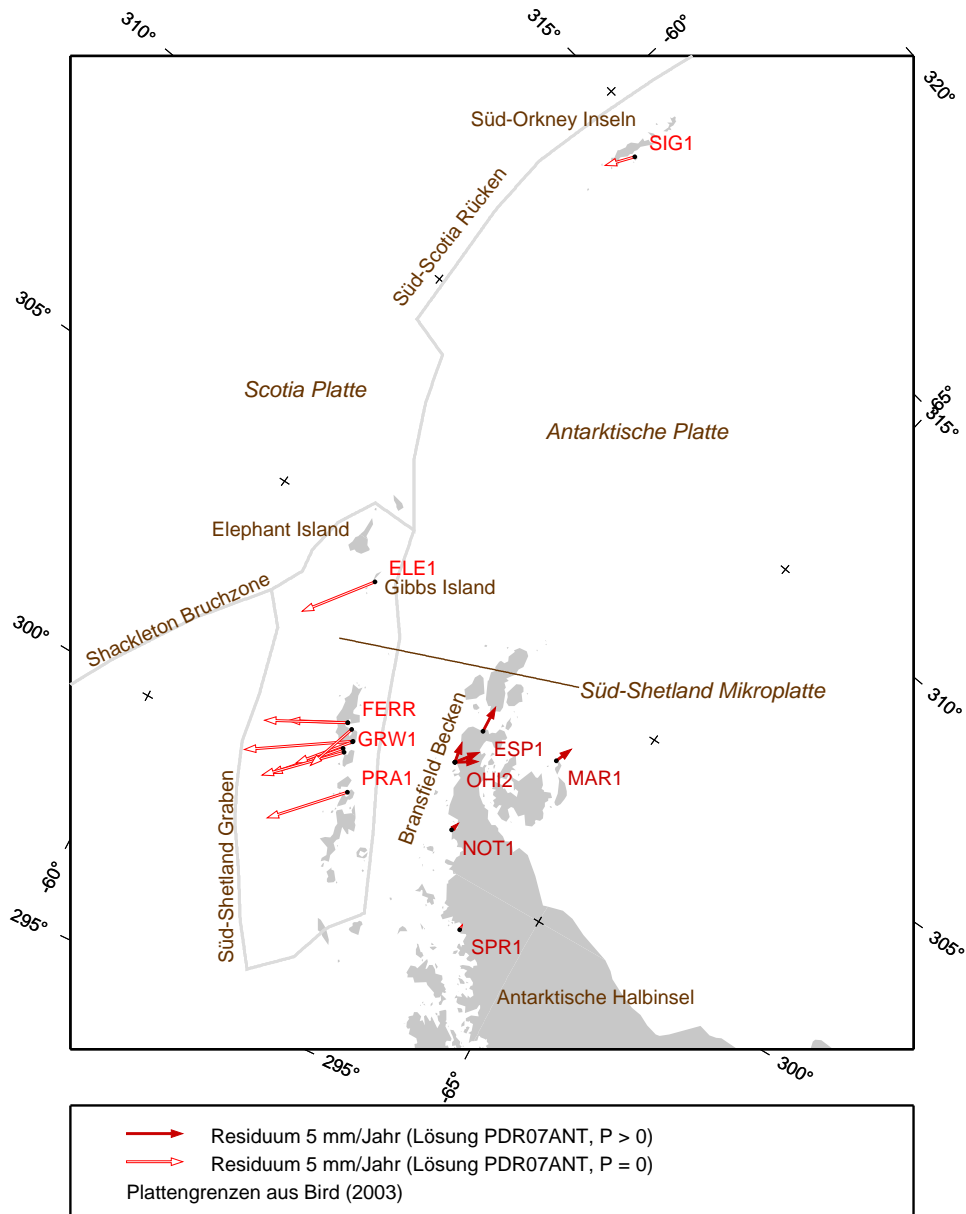 310°
315°
-60°
320°
Süd-Orkney Inseln
SIG1
Süd-Scotia Rücken
305°
Scotia Platte
-65°
315°
Antarktische Platte
Elephant Island
ELE1
Gibbs Island
Shackleton Bruchzone
300°
310°
Süd-Shetland Mikroplatte
FERR
GRW1
PRA1
Bransfield Becken
ESP1
OHI2
MAR1
NOT1
Süd-Shetland Graben
-60°
295°
305°
SPR1
Antarktische Halbinsel
295°
-65°
300°
Residuum 5 mm/Jahr (Lösung PDR07ANT, P > 0)
Residuum 5 mm/Jahr (Lösung PDR07ANT, P = 0)
Plattengrenzen aus Bird (2003)